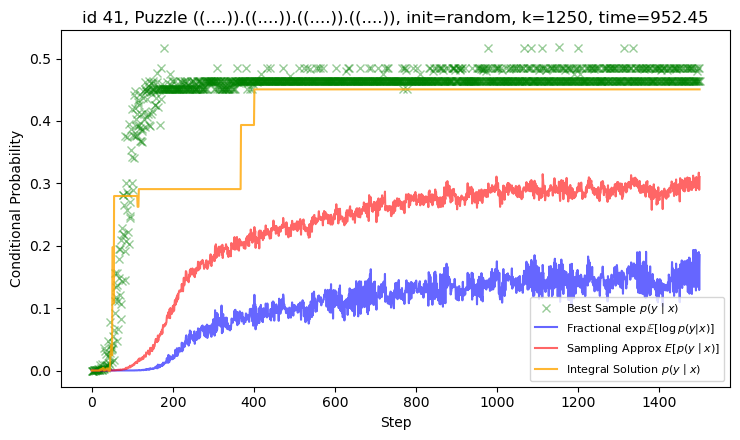 id 41, Puzzle ((....)).((....)).((....)).((....)), init=random, k=1250, time=952.45
Conditional Probability
0.5
0.4
0.3
0.2
0.1
0.0
0
200
400
600
800
1000
1200
1400
Step
Best Sample p(y | x)
Fractional exp𝔼[log p(y|x)]
Sampling Approx E[p(y | x)]
Integral Solution p(y | x)